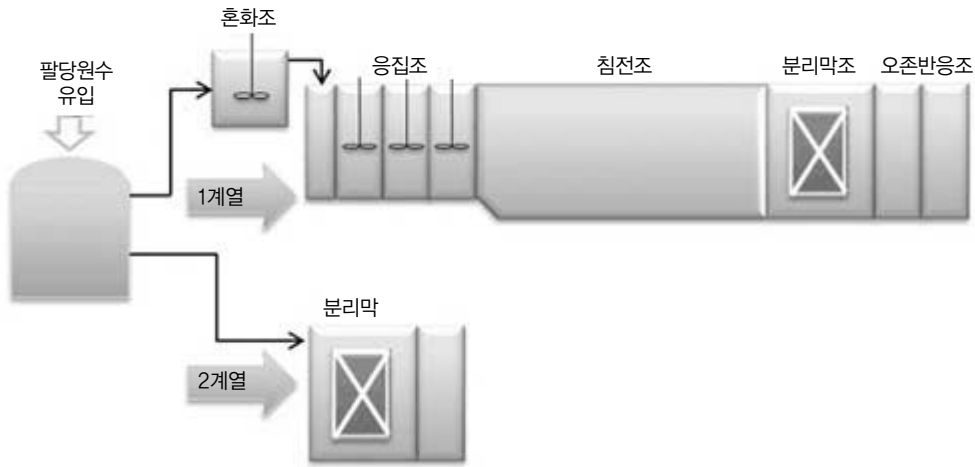 혼화조
팔당원수
유입
응집조
침전조
분리막조
오존반응조
1계열
분리막
2계열